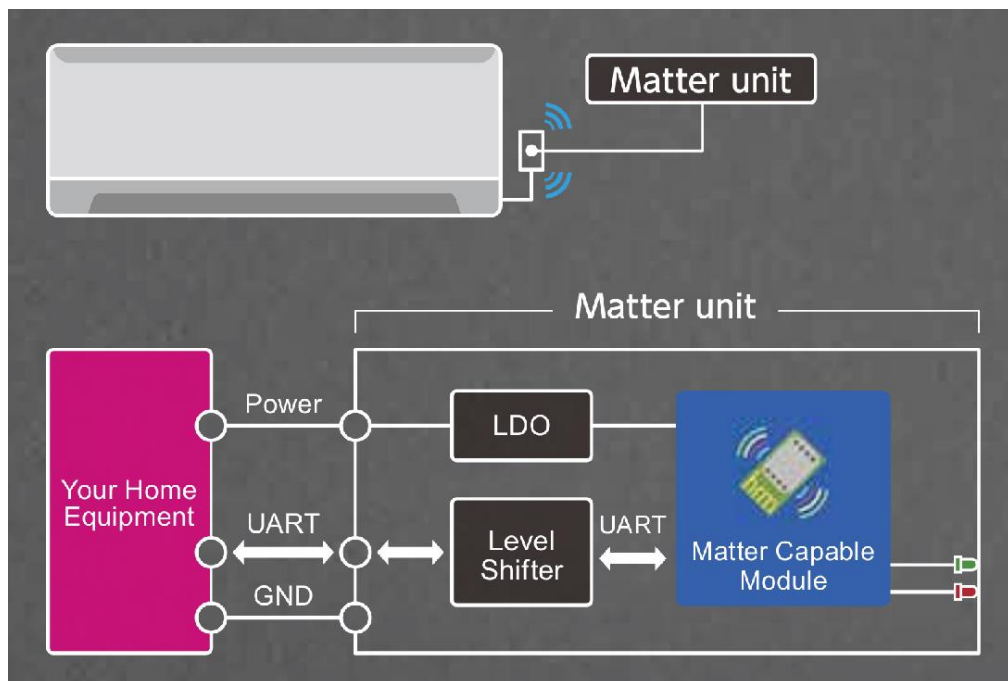 Matter unit
Matter unit
Power
LDO
Your Home
Equipment
UART
Level
Shifter
UART
Matter Capable
Module
GND